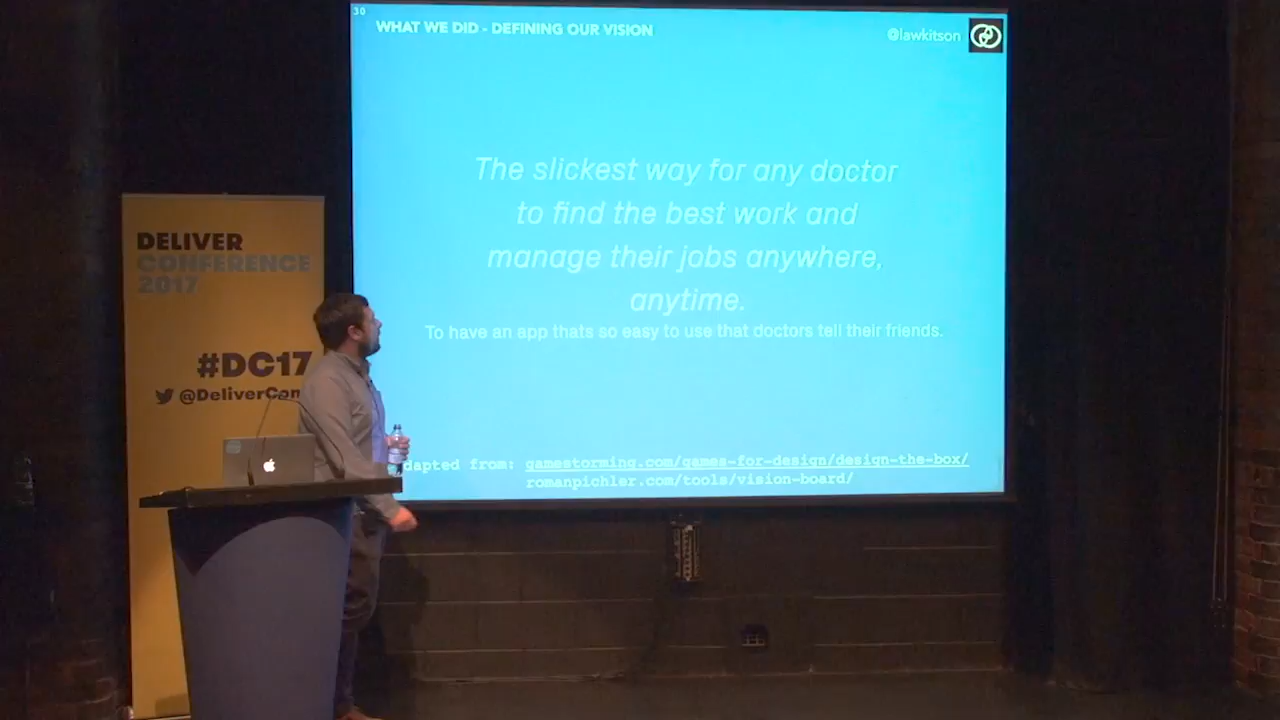 30
WHAT WE DID - DEFINING OUR VISION
@lawkitson
The slickest way for any doctor
to find the best work and
manage their jobs anywhere,
anytime.
To have an app thats so easy to use that doctors tell their friends.
dapted from: gamestorming.com/games-for-design/design-the-box/
romanpichler.com/tools/vision-board/
DELIVER
CONFERENCE
2017
#DC17
@DeliverCon